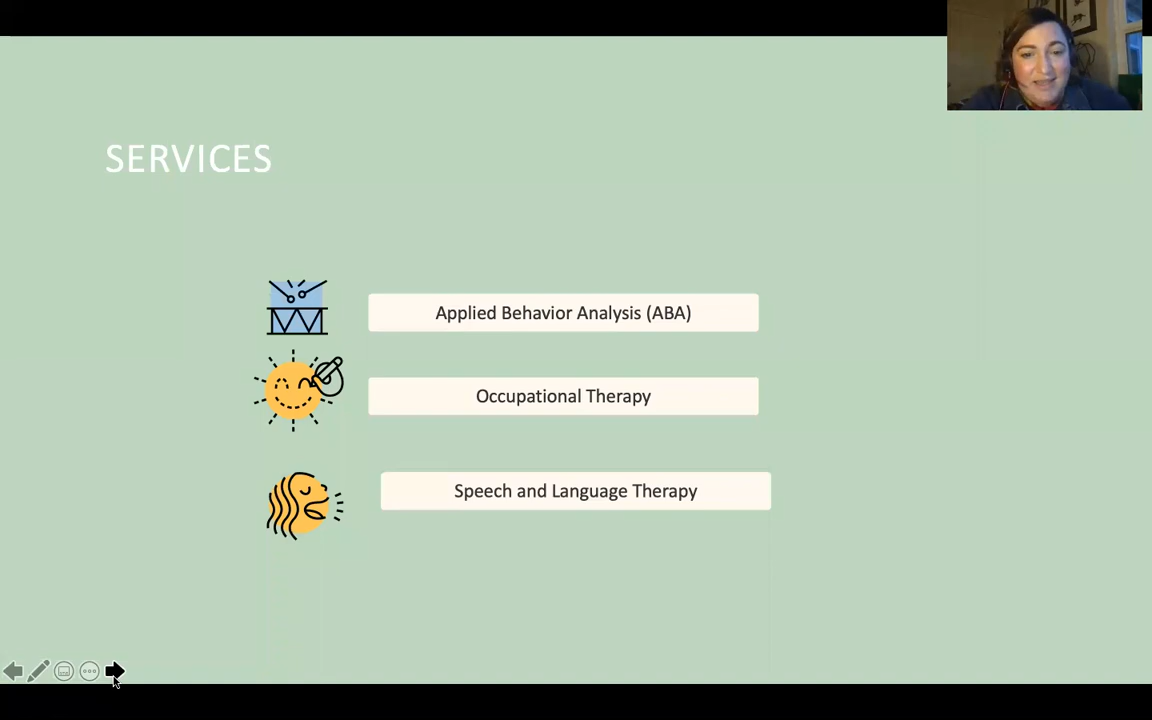 SERVICES
Applied Behavior Analysis (ABA)
Occupational Therapy
Speech and Language Therapy